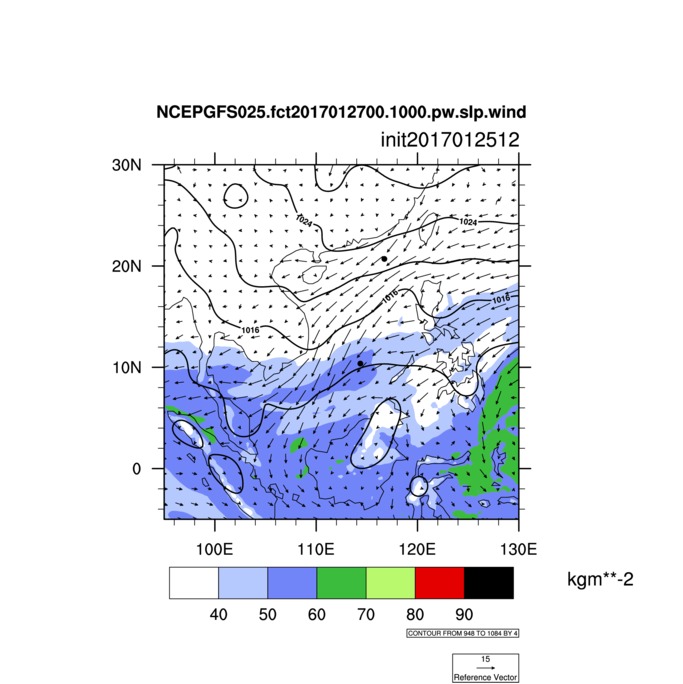 NCEPGFS025.fct2017012700.1000.pw.slp.wind
init2017012512
30N
1024
1024
20N
1016
1016
1016
10N
0
100E 110E 120E 130E
40 50 60 70 80 90
kgm**-2
CONTOUR FROM 948 TO 1084 BY 4
15
Reference Vector